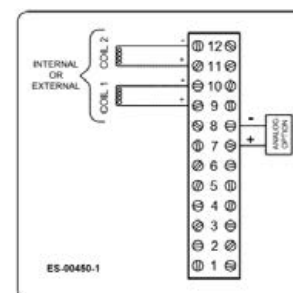 INTERNAL
OR
EXTERNAL
COIL 2
COIL 1
-
+
-
+
12
11
10
9
8
7
6
5
4
3
2
1
-
+
ANALOG
OPTION
ES-00450-1